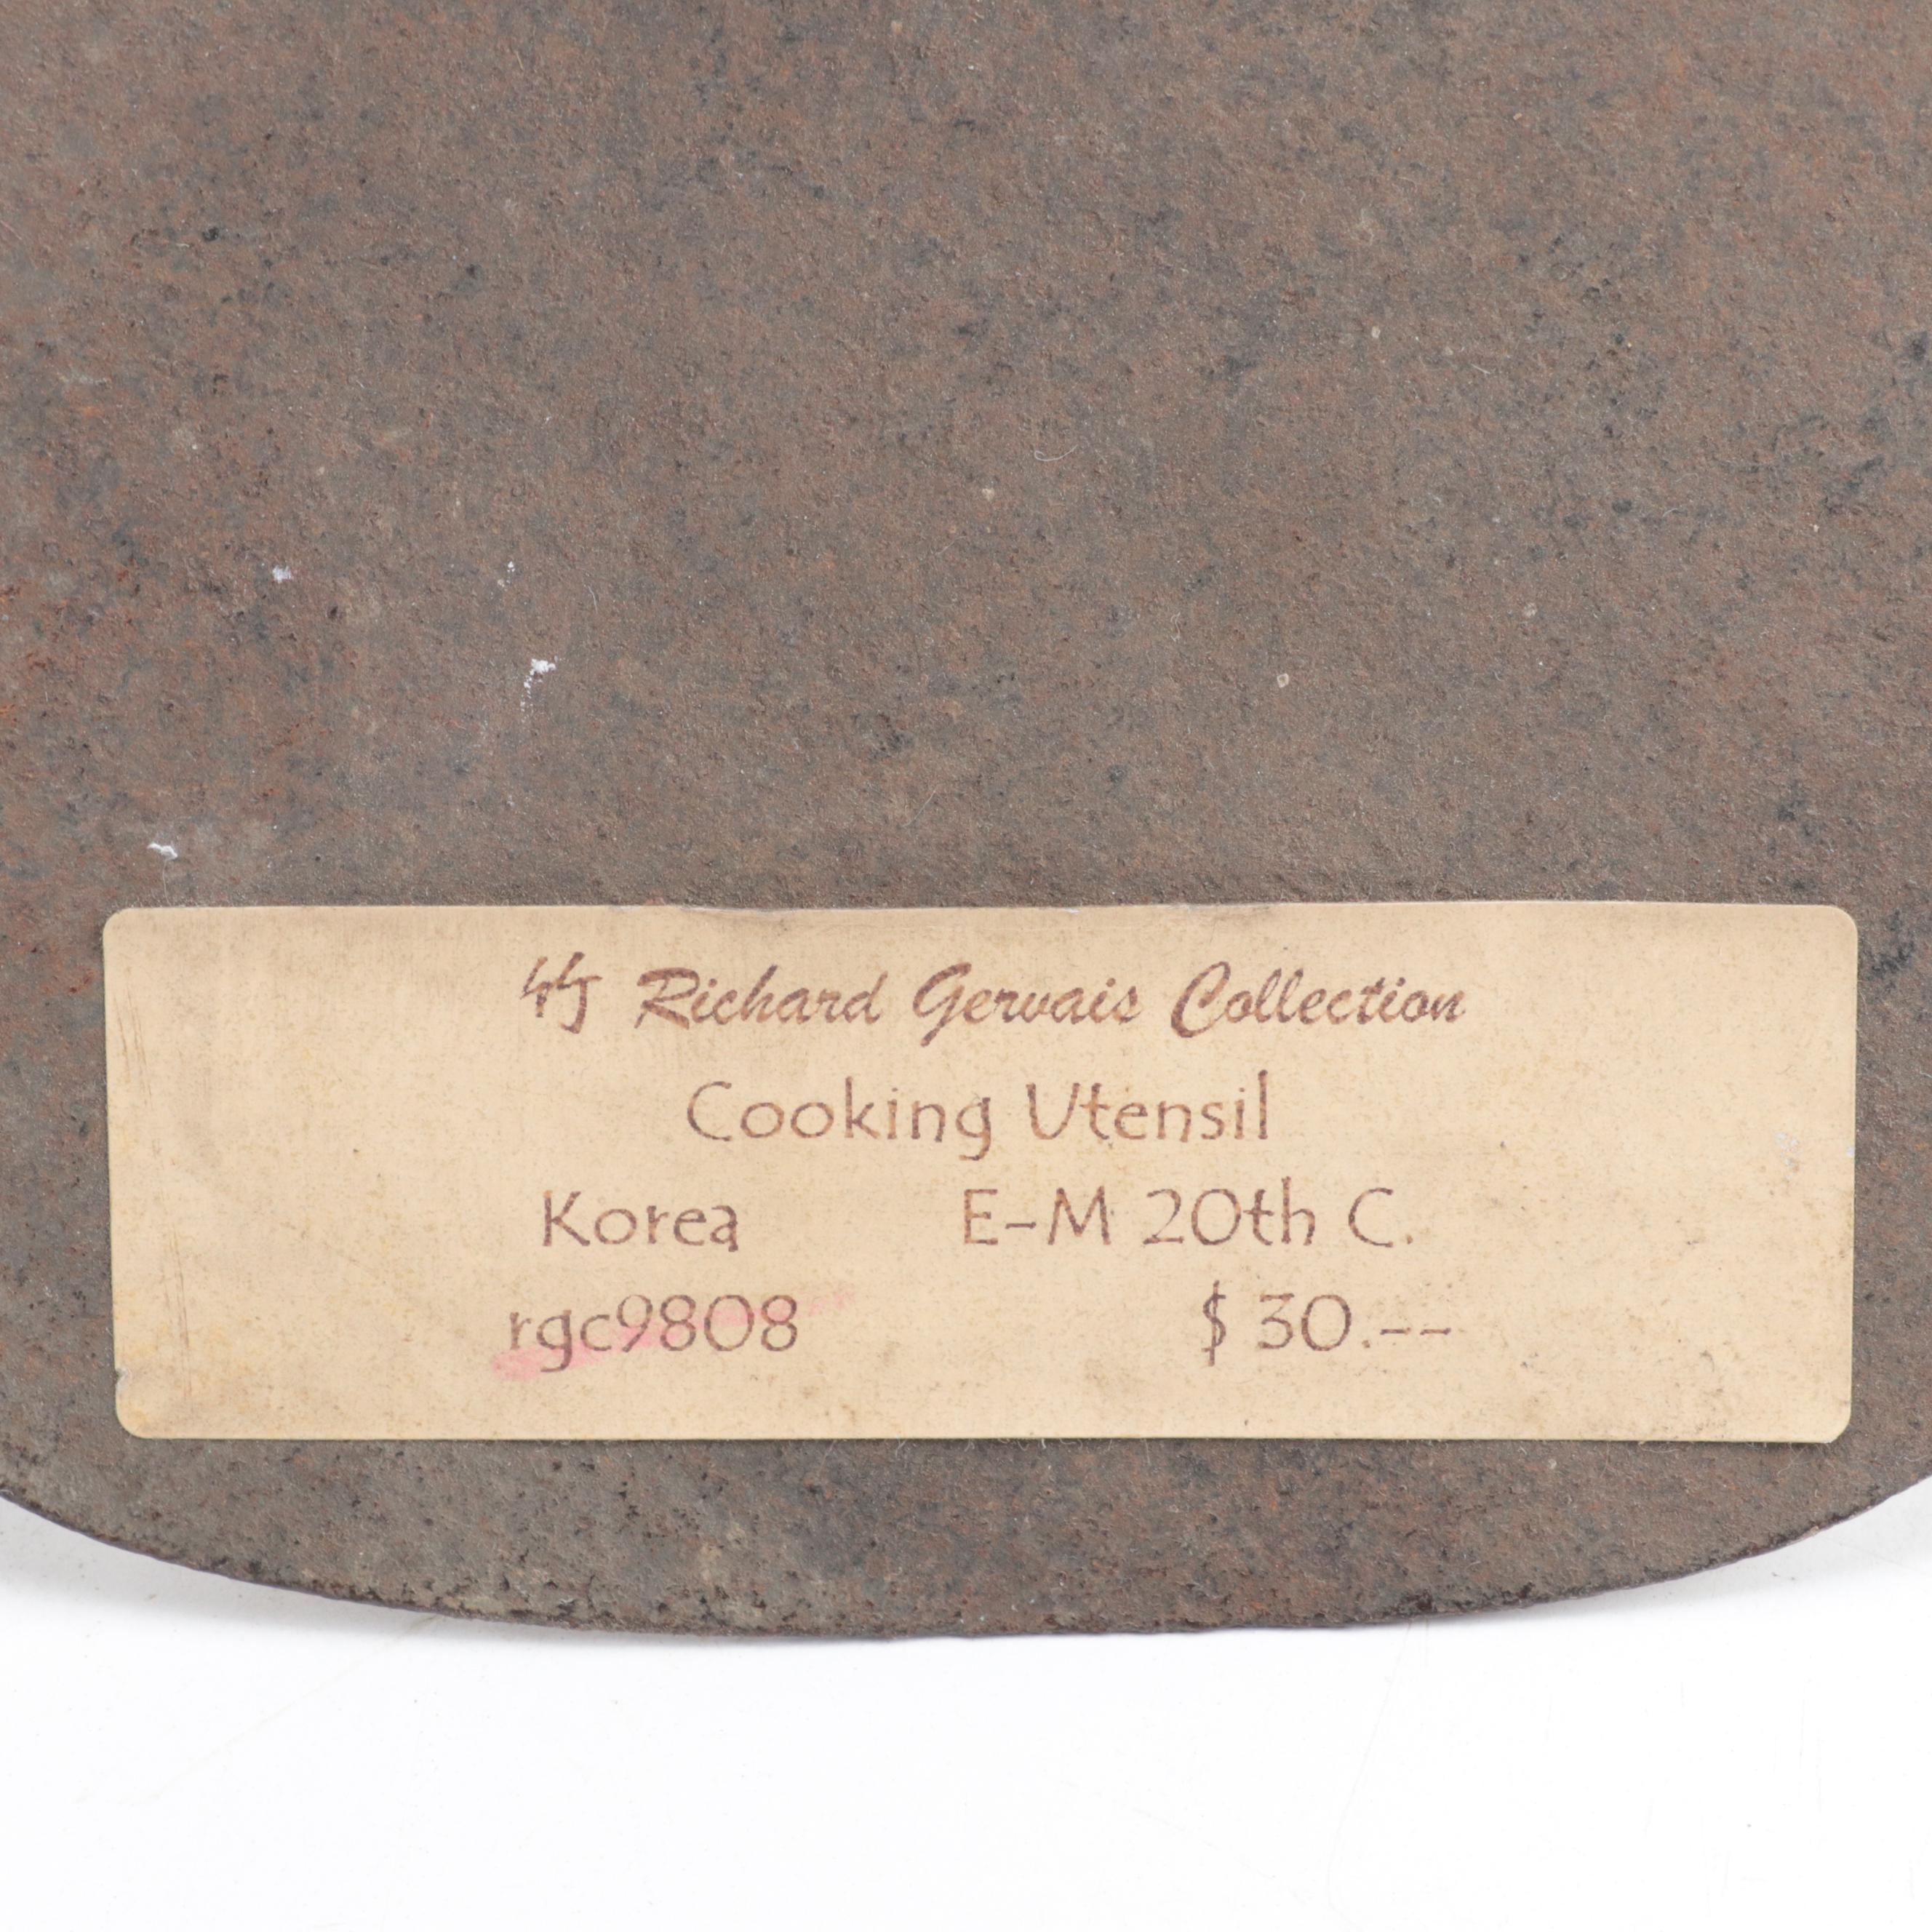 Richard Gervais Collection
Cooking Utensil
Korea E-M 20th C.
rgc9808 $ 30.--